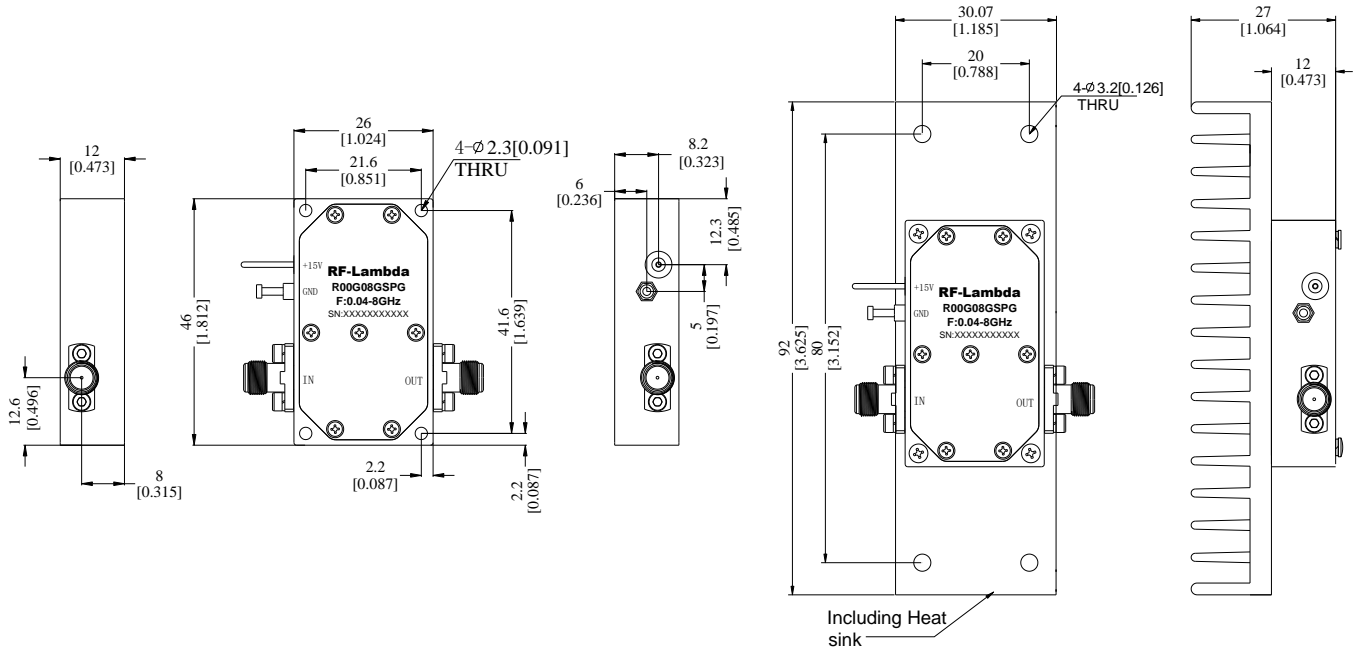 12
[0.473]
12.6
[0.496]
8
[0.315]
26
[1.024]
21.6
[0.851]
4-Ø 2.3[0.091]
THRU
46
[1.812]
41.6
[1.639]
+15V
GND
RF-Lambda
R00G08GSPG
F:0.04-8GHz
SN:XXXXXXXXXXX
IN
OUT
2.2
[0.087]
2.2
[0.087]
8.2
[0.323]
6
[0.236]
12.3
[0.485]
5
[0.197]
30.07
[1.185]
20
[0.788]
4-Ø 3.2[0.126]
THRU
92
[3.625]
80
[3.152]
+15V
GND
RF-Lambda
R00G08GSPG
F:0.04-8GHz
SN:XXXXXXXXXXX
IN
OUT
Including Heat
sink
27
[1.064]
12
[0.473]